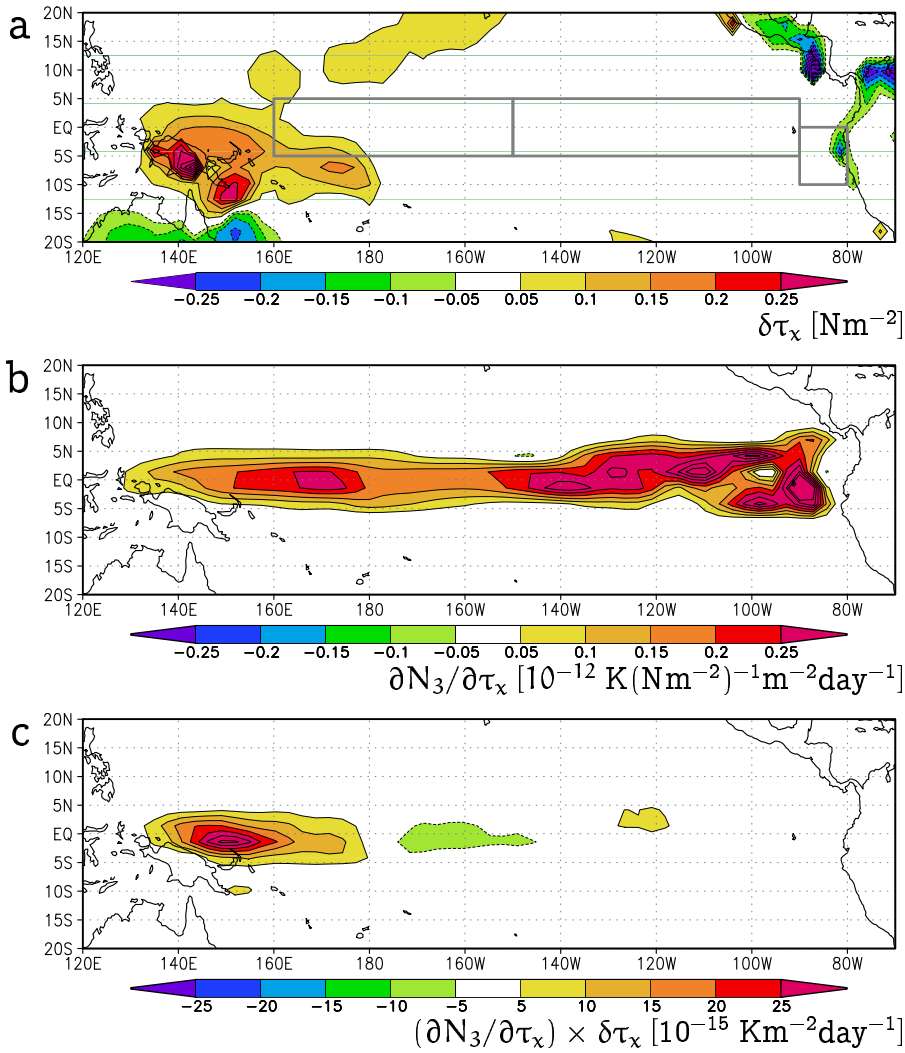 a
20N
15N
10N
5N
EQ
5S
10S
15S
20S
120E 140E 160E 180 160W 140W 120W 100W 80W
−0.25 −0.2 −0.15 −0.1 −0.05 0.05 0.1 0.15 0.2 0.25
δτₓ [Nm⁻²]
b
20N
15N
10N
5N
EQ
5S
10S
15S
20S
120E 140E 160E 180 160W 140W 120W 100W 80W
−0.25 −0.2 −0.15 −0.1 −0.05 0.05 0.1 0.15 0.2 0.25
∂N₃/∂τₓ [10⁻¹² K(Nm⁻²)⁻¹m⁻²day⁻¹]
c
20N
15N
10N
5N
EQ
5S
10S
15S
20S
120E 140E 160E 180 160W 140W 120W 100W 80W
−25 −20 −15 −10 −5 5 10 15 20 25
(∂N₃/∂τₓ) × δτₓ [10⁻¹⁵ Km⁻²day⁻¹]